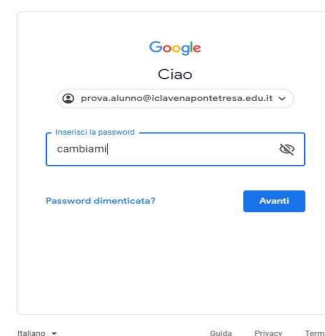 Google
Ciao
prova.alunno@iclavenapontetresa.edu.it
Inserisci la password
cambiami
Password dimenticata?
Avanti
Italiano
Guida Privacy Term